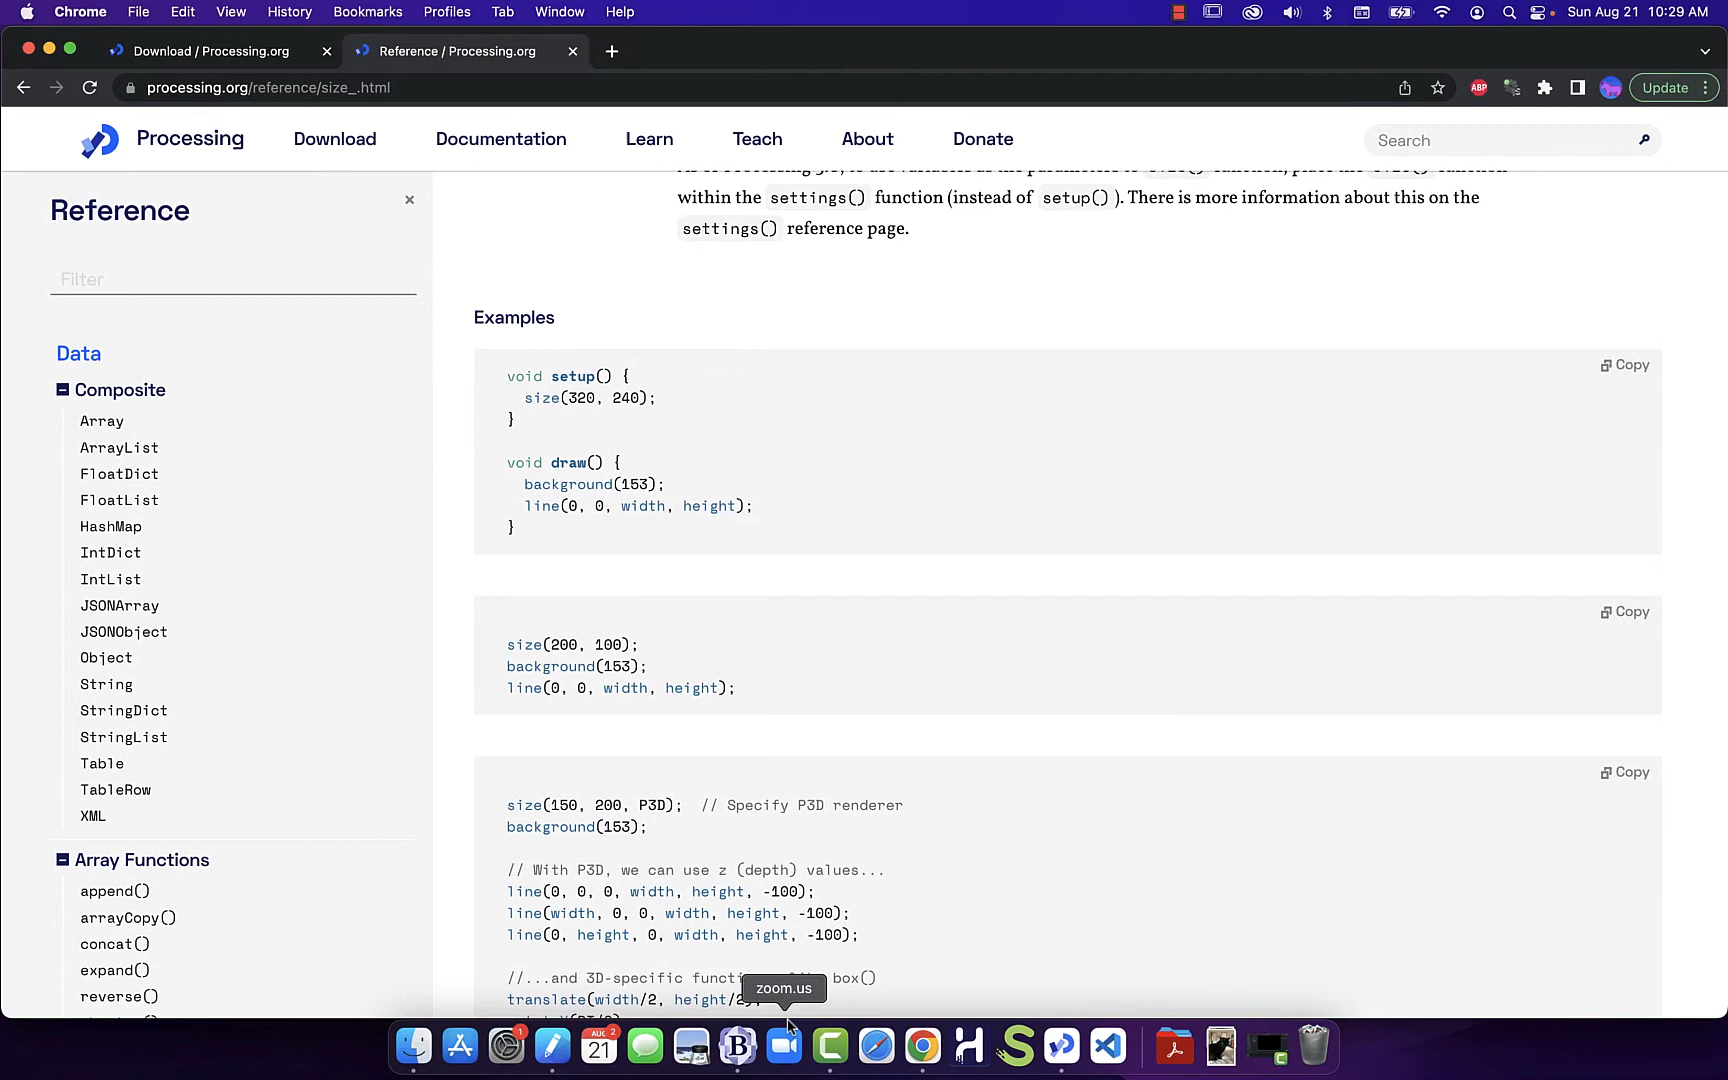 Chrome File Edit View History Bookmarks Profiles Tab Window Help Sun Aug 21 10:29 AM
Download / Processing.org Reference / Processing.org
processing.org/reference/size_.html ABP Update
Processing Download Documentation Learn Teach About Donate Search
within the settings() function (instead of setup() ). There is more information about this on the
settings() reference page.
Reference
Filter
Data
Composite
Array
ArrayList
FloatDict
FloatList
HashMap
IntDict
IntList
JSONArray
JSONObject
Object
String
StringDict
StringList
Table
TableRow
XML
Array Functions
append()
arrayCopy()
concat()
expand()
reverse()
Examples
Copy
void setup() {
size(320, 240);
}
void draw() {
background(153);
line(0, 0, width, height);
}
Copy
size(200, 100);
background(153);
line(0, 0, width, height);
Copy
size(150, 200, P3D); // Specify P3D renderer
background(153);
// With P3D, we can use z (depth) values...
line(0, 0, 0, width, height, -100);
line(width, 0, 0, width, height, -100);
line(0, height, 0, width, height, -100);
//...and 3D-specific box()
translate(width/2, height/2
zoom.us
1
AUG 2
21
B